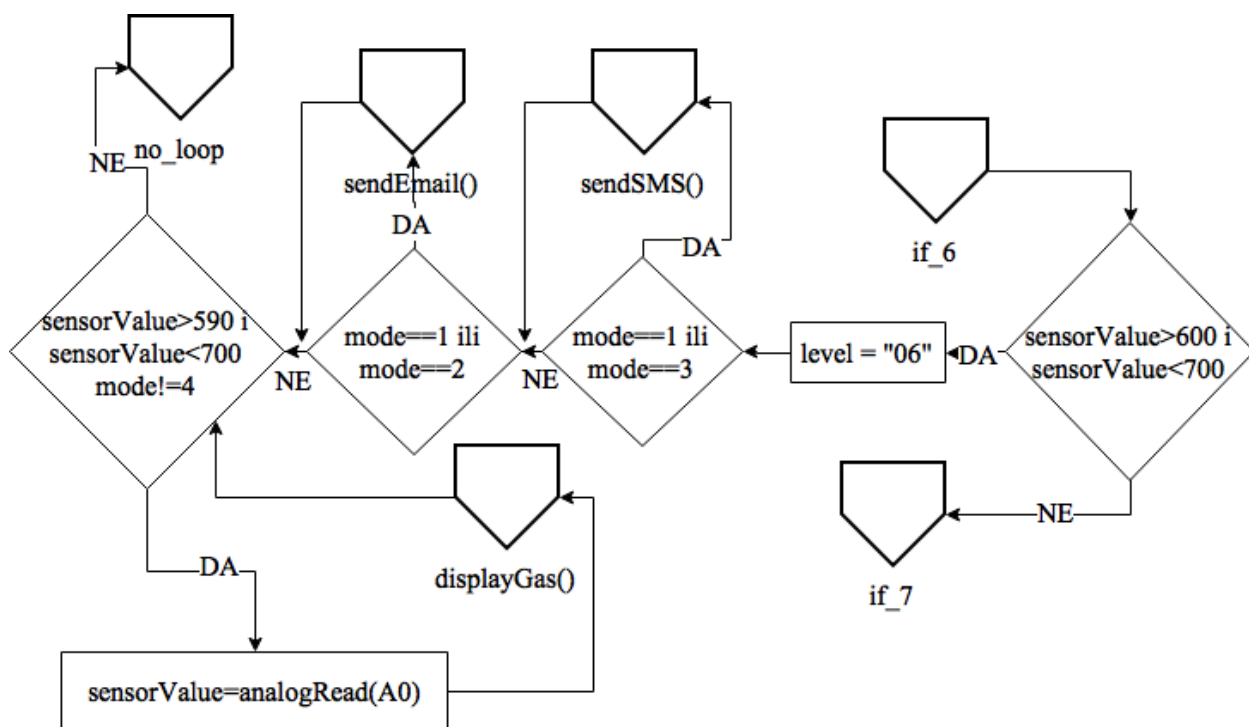 no_loop
NE
sendEmail()
DA
sendSMS()
DA
if_6
sensorValue>590 i
sensorValue<700
mode!=4
NE
mode==1 ili
mode==2
NE
mode==1 ili
mode==3
level = "06"
DA
sensorValue>600 i
sensorValue<700
NE
if_7
displayGas()
DA
sensorValue=analogRead(A0)